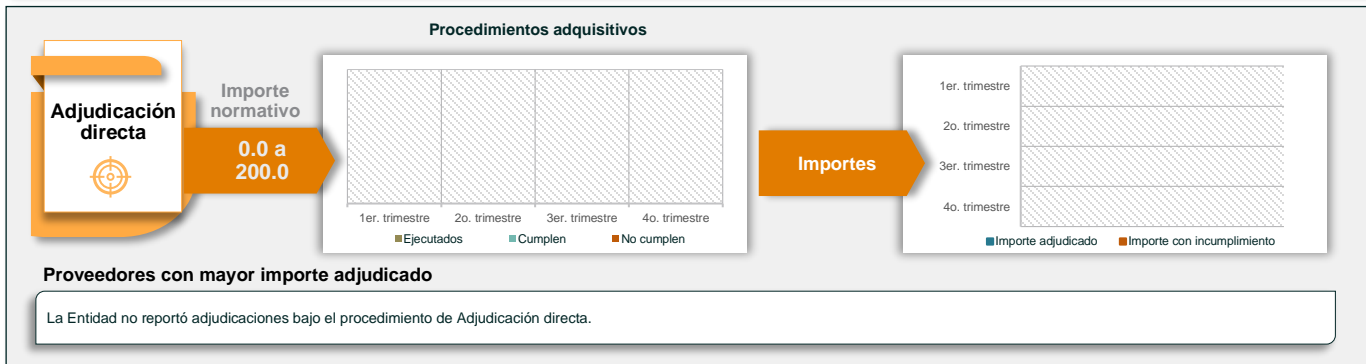 Procedimientos adquisitivos
Adjudicación
directa
Importe
normativo
0.0 a
200.0
1er. trimestre
2o. trimestre
3er. trimestre
4o. trimestre
Ejecutados
Cumplen
No cumplen
Importes
1er. trimestre
2o. trimestre
3er. trimestre
4o. trimestre
Importe adjudicado
Importe con incumplimiento
Proveedores con mayor importe adjudicado
La Entidad no reportó adjudicaciones bajo el procedimiento de Adjudicación directa.